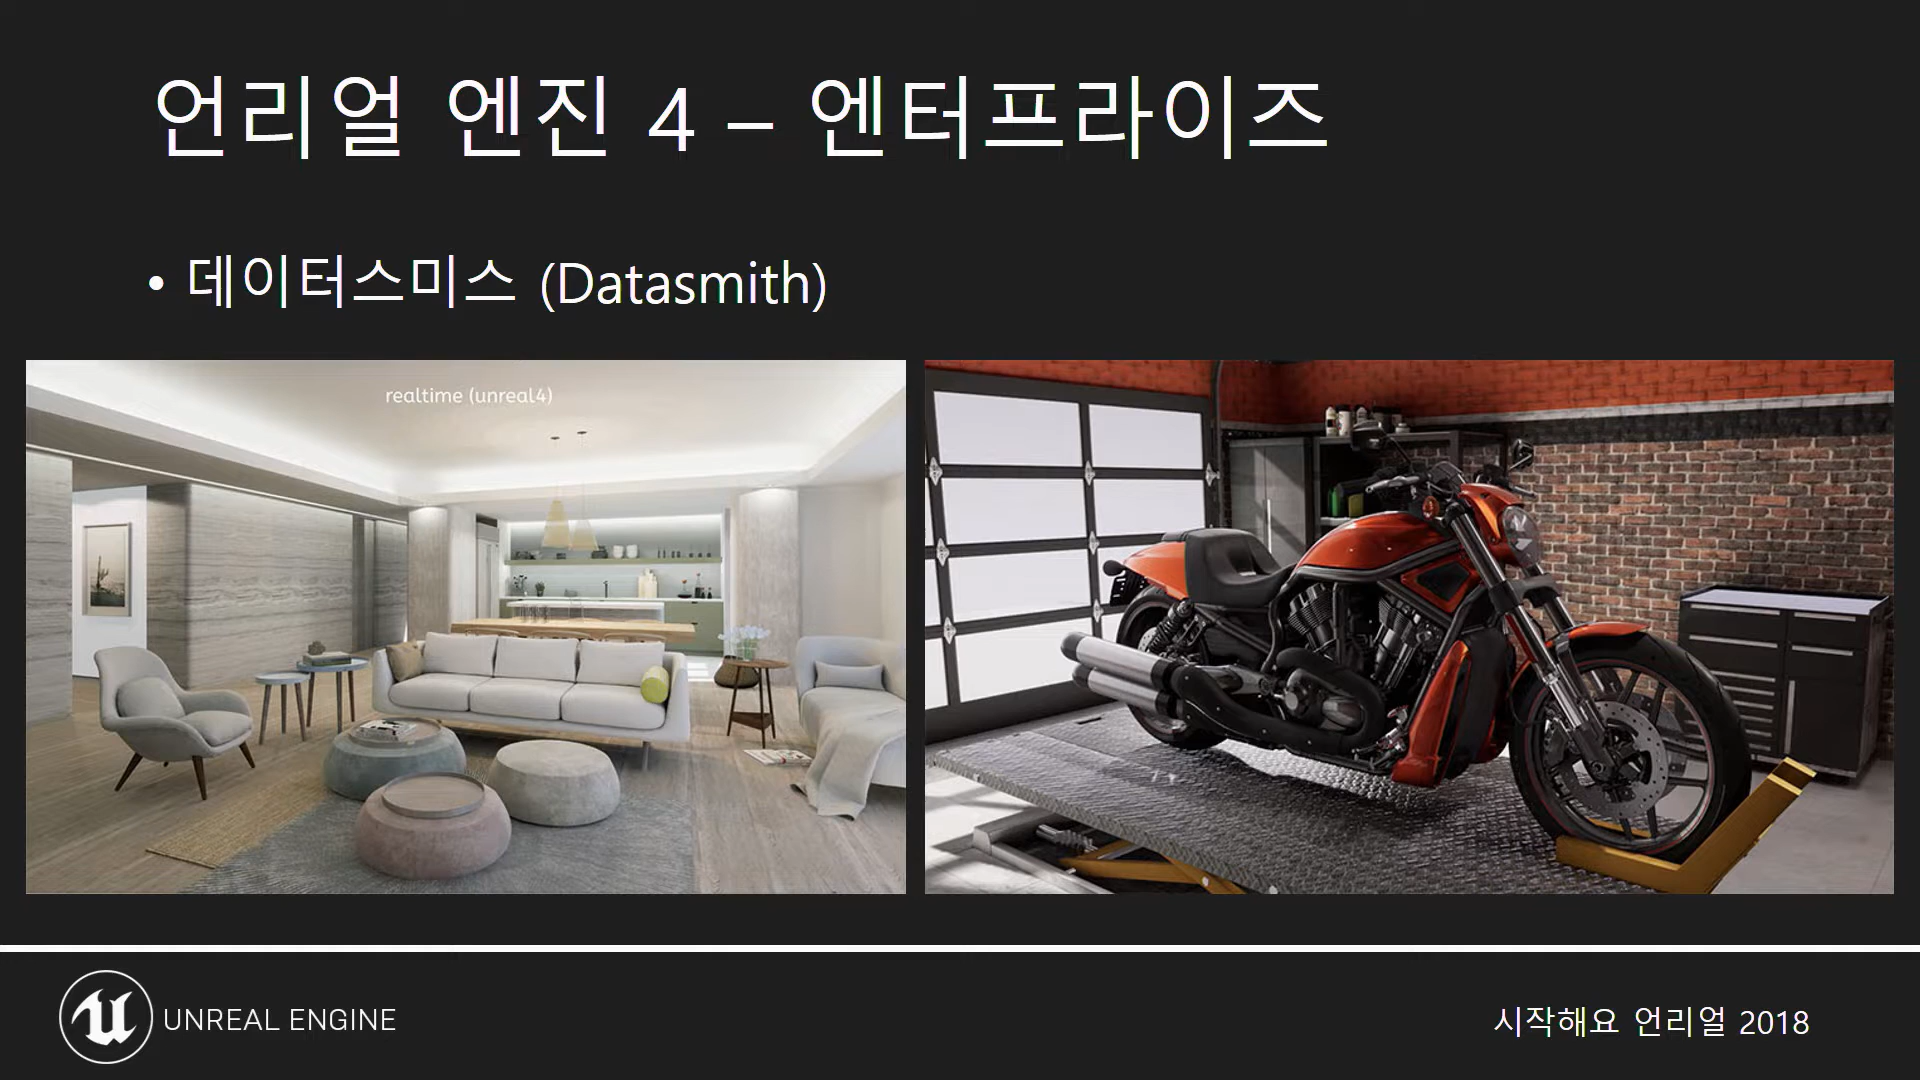 언리얼 엔진 4 – 엔터프라이즈
• 데이터스미스 (Datasmith)
realtime (unreal4)
UNREAL ENGINE
시작해요 언리얼 2018